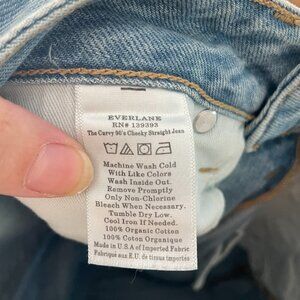 EVERLANE
RN# 139393
The Curvy 90's Cheeky Straight Jean
Machine Wash Cold
With Like Colors
Wash Inside Out.
Remove Promptly
Only Non-Chlorine
Bleach When Necessary.
Tumble Dry Low.
Cool Iron If Needed.
100% Cotton Organic
100% Coton Organique
Made in U.S.A of Imported Fabric
Fabriqué aux É.U de tissus importés